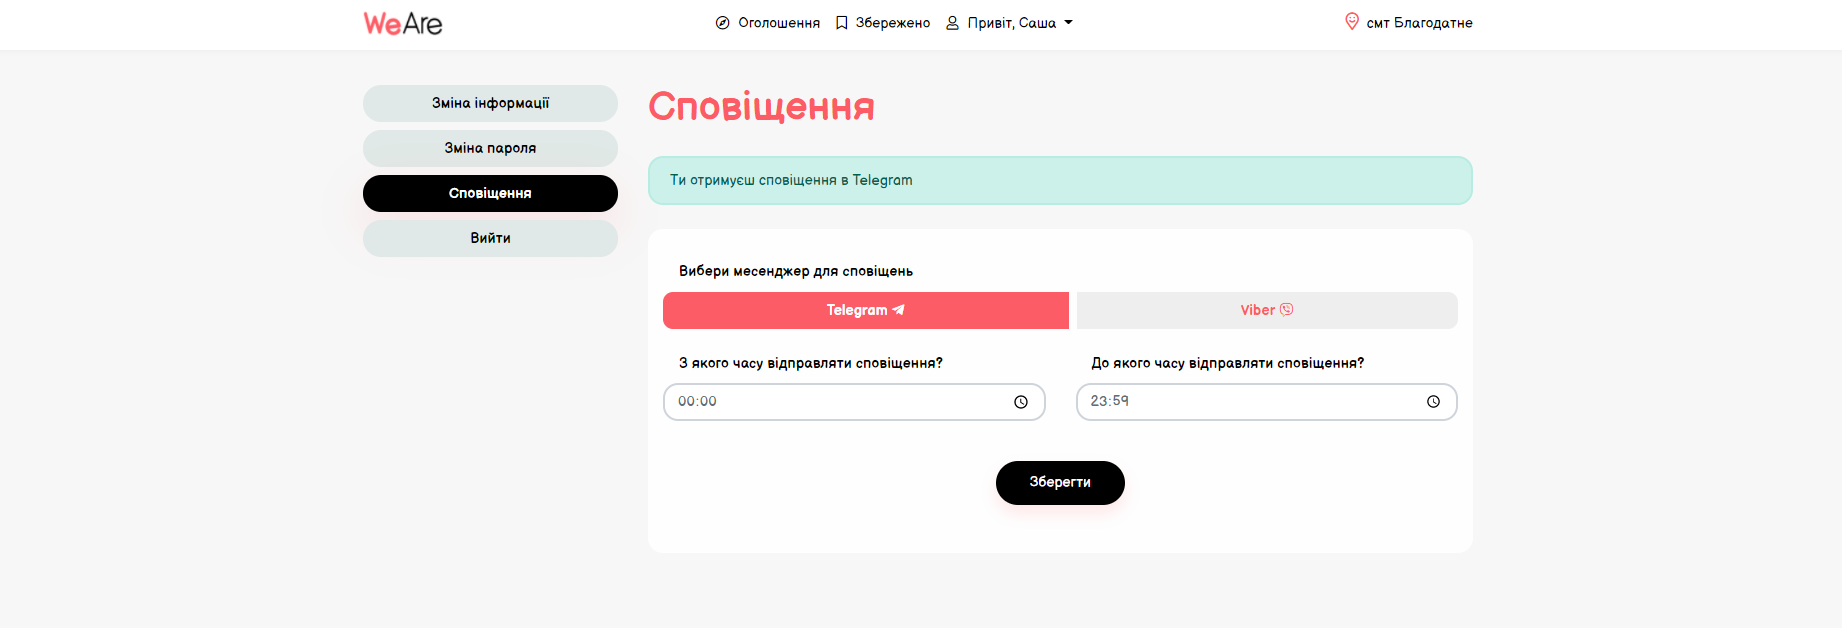 WeAre
Оголошення
Збережено
Привіт, Саша
смт Благодатне
Зміна інформації
Зміна пароля
Сповіщення
Вийти
Сповіщення
Ти отримуєш сповіщення в Telegram
Вибери месенджер для сповіщень
Telegram
Viber
З якого часу відправляти сповіщення?
До якого часу відправляти сповіщення?
00:00
23:59
Зберегти